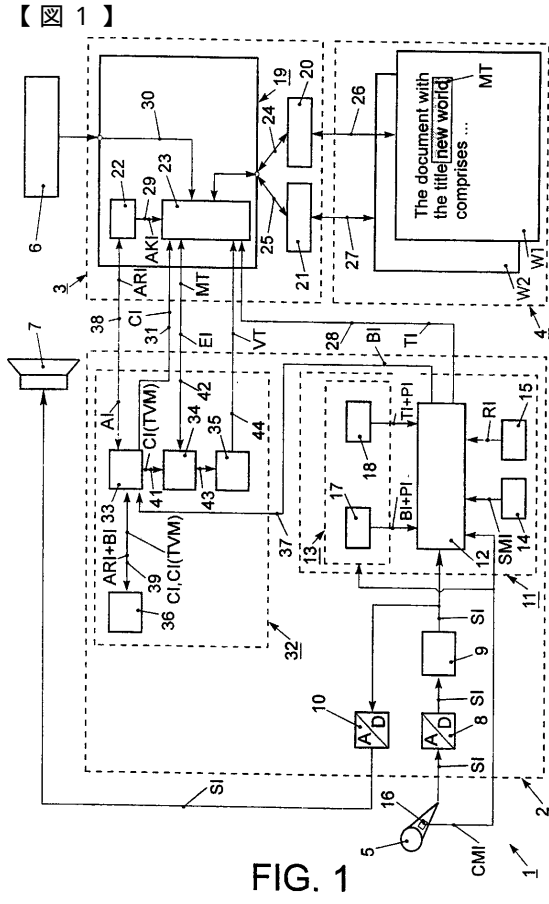 【図1】
6
7
3
22
23
29
AKI
30
19
20
24
21
25
26
27
The document with
the title new world
comprises ...
MT
W1
W2
4
38
ARI
CI
31
MT
EI
VT
28
TI
BI
AI
33
CI(TVM)
41
34
42
43
35
44
ARI+BI
39
CI,CI(TVM)
36
37
32
13
17
18
BI+PI
TI+PI
12
RI
15
SMI
14
11
SI
10
A
D
SI
9
SI
A
D
8
SI
16
5
CMI
2
1
FIG. 1